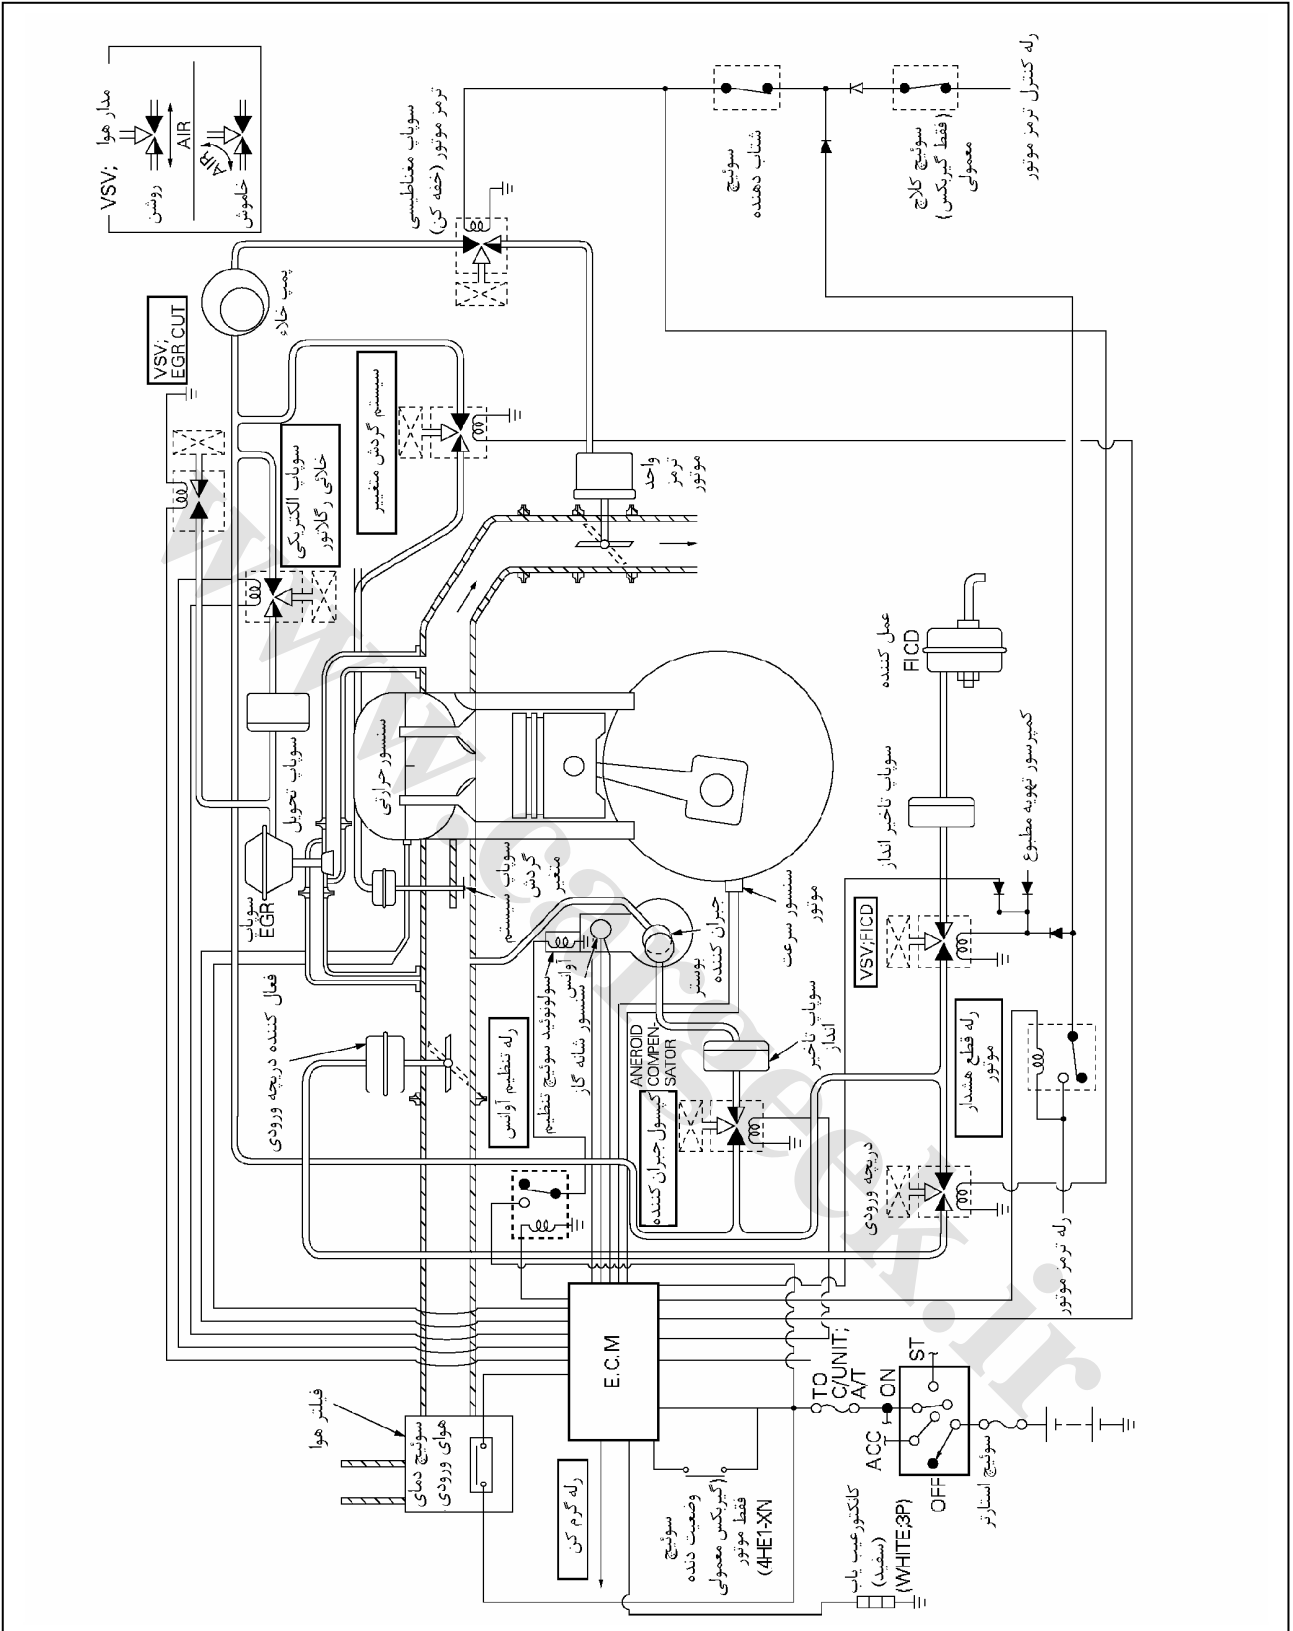 VSV;
مدار هوا
AIR
روشن
AIR
خاموش
سوپاپ مغناطیسی
ترمز موتور (خفه کن)
سوئیچ
شتاب دهنده
سوئیچ کلاچ
(فقط گیربکس
معمولی)
رله کنترل ترمز موتور
پمپ خلاء
VSV;
EGR CUT
سوپاپ الکتریکی
خلائی رگلاتور
سیستم گردش متغییر
واحد
ترمز
موتور
سوپاپ تحویل
سنسور حرارتی
عمل کننده
FICD
سوپاپ تاخیر انداز
کمپرسور تهویه مطبوع
سوپاپ
EGR
سوپاپ سیستم
گردش
متغیر
سنسور سرعت
موتور
VSV;FICD
فعال کننده دریچه ورودی
رله تنظیم آوانس
سولونوئید سوئیچ تنظیم
آوانس
سنسور شانه گاز
جبران کننده
بوستر
ANEROID
COMPEN-
SATOR
کپسول جبران کننده
سوپاپ تاخیر
انداز
رله قطع هشدار
موتور
دریچه ورودی
رله ترمز موتور
فیلتر هوا
سوئیچ دمای
هوای ورودی
E.C.M
رله گرم کن
سوئیچ
وضعیت دنده
(گیربکس معمولی
فقط موتور
(4HE1-XN
TO
C/UNIT;
A/T
ON
ST
ACC
OFF
سوئیچ استارتر
کانکتور عیب یاب
(سفید)
(WHITE;3P)
www.cargeek.ir